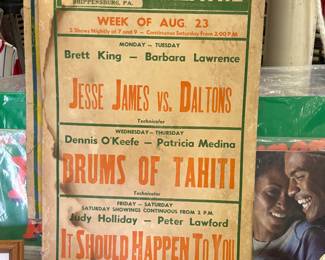 SHIPPENSBURG, PA.
WEEK OF AUG. 23
2 Shows Nightly at 7 and 9 — Continuous Saturday From 2:00 P.M.
MONDAY — TUESDAY
Brett King — Barbara Lawrence
JESSE JAMES VS. DALTONS
Technicolor
WEDNESDAY — THURSDAY
Dennis O'Keefe — Patricia Medina
DRUMS OF TAHITI
Technicolor
FRIDAY — SATURDAY
SATURDAY SHOWINGS CONTINUOUS FROM 2 P.M.
Judy Holliday — Peter Lawford
IT SHOULD HAPPEN TO YOU